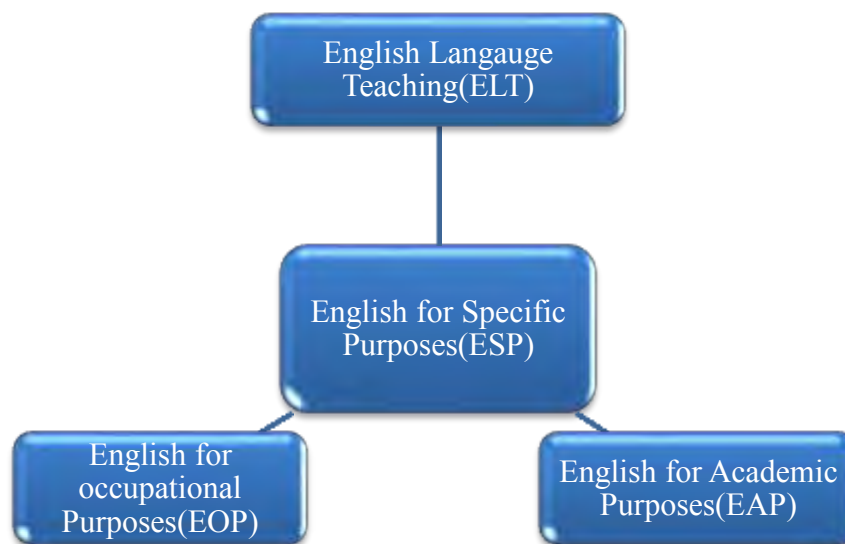 English Langauge
Teaching(ELT)
English for Specific
Purposes(ESP)
English for
occupational
Purposes(EOP)
English for Academic
Purposes(EAP)